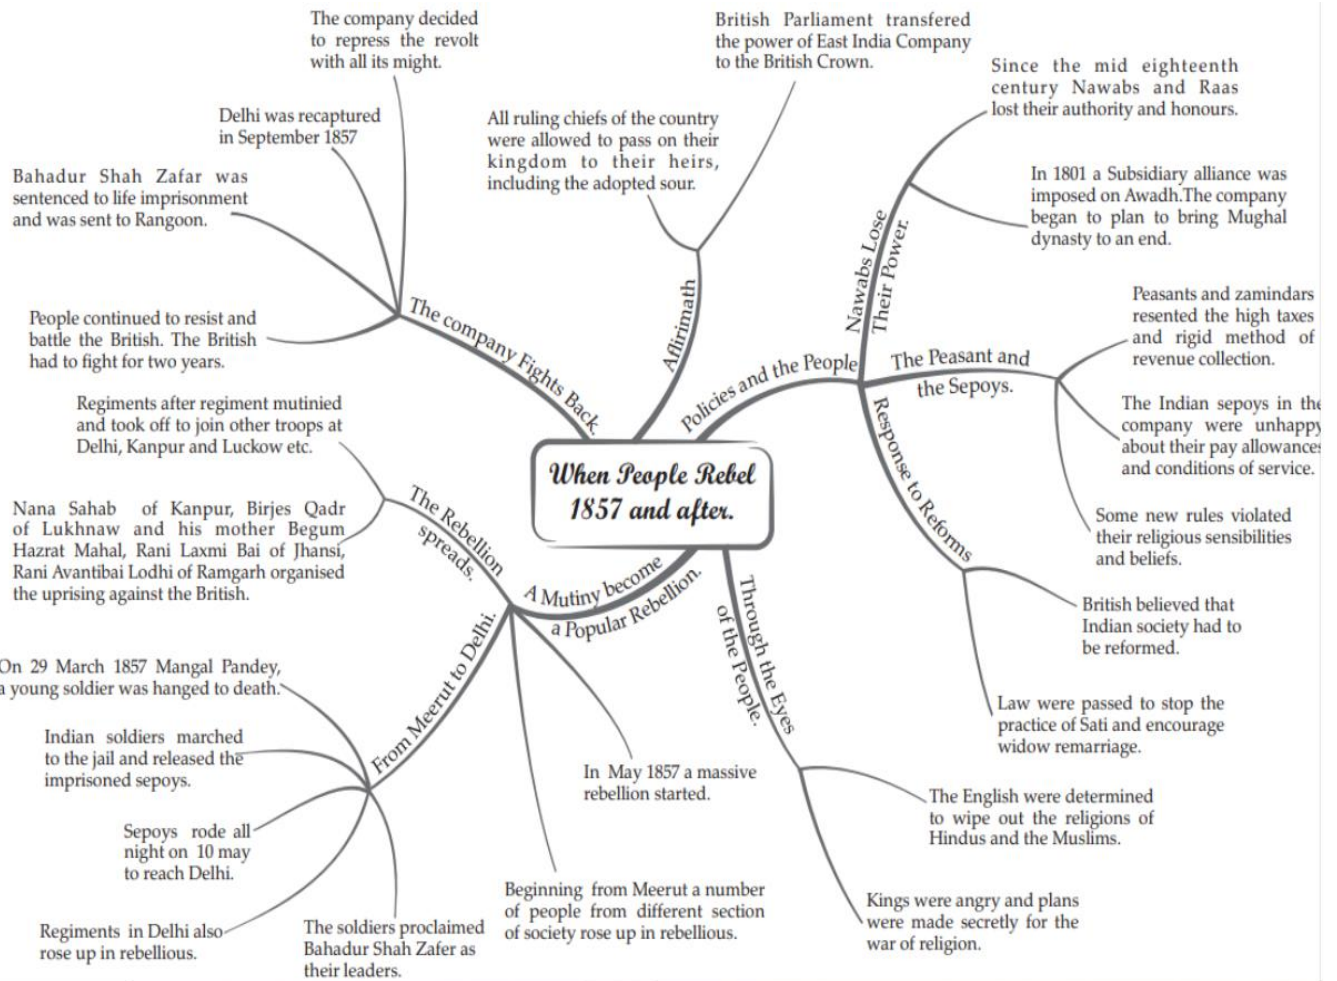 The company decided
to repress the revolt
with all its might.
British Parliament transfered
the power of East India Company
to the British Crown.
Since the mid eighteenth
century Nawabs and Raas
lost their authority and honours.
Delhi was recaptured
in September 1857
All ruling chiefs of the country
were allowed to pass on their
kingdom to their heirs,
including the adopted sour.
Bahadur Shah Zafar was
sentenced to life imprisonment
and was sent to Rangoon.
In 1801 a Subsidiary alliance was
imposed on Awadh.The company
began to plan to bring Mughal
dynasty to an end.
Nawabs Lose
Their Power.
People continued to resist and
battle the British. The British
had to fight for two years.
The company Fights Back.
Affirimath
Policies and the People
The Peasant and
the Sepoys.
Peasants and zamindars
resented the high taxes
and rigid method of
revenue collection.
The Indian sepoys in the
company were unhappy
about their pay allowances
and conditions of service.
Some new rules violated
their religious sensibilities
and beliefs.
Regiments after regiment mutinied
and took off to join other troops at
Delhi, Kanpur and Luckow etc.
When People Rebel
1857 and after.
Response to Reforms
The Rebellion
spreads.
Nana Sahab of Kanpur, Birjes Qadr
of Lukhnaw and his mother Begum
Hazrat Mahal, Rani Laxmi Bai of Jhansi,
Rani Avantibai Lodhi of Ramgarh organised
the uprising against the British.
A Mutiny become
a Popular Rebellion.
Through the Eyes
of the People.
British believed that
Indian society had to
be reformed.
Law were passed to stop the
practice of Sati and encourage
widow remarriage.
From Meerut to Delhi.
On 29 March 1857 Mangal Pandey,
a young soldier was hanged to death.
Indian soldiers marched
to the jail and released the
imprisoned sepoys.
Sepoys rode all
night on 10 may
to reach Delhi.
Regiments in Delhi also
rose up in rebellious.
The soldiers proclaimed
Bahadur Shah Zafer as
their leaders.
In May 1857 a massive
rebellion started.
Beginning from Meerut a number
of people from different section
of society rose up in rebellious.
The English were determined
to wipe out the religions of
Hindus and the Muslims.
Kings were angry and plans
were made secretly for the
war of religion.